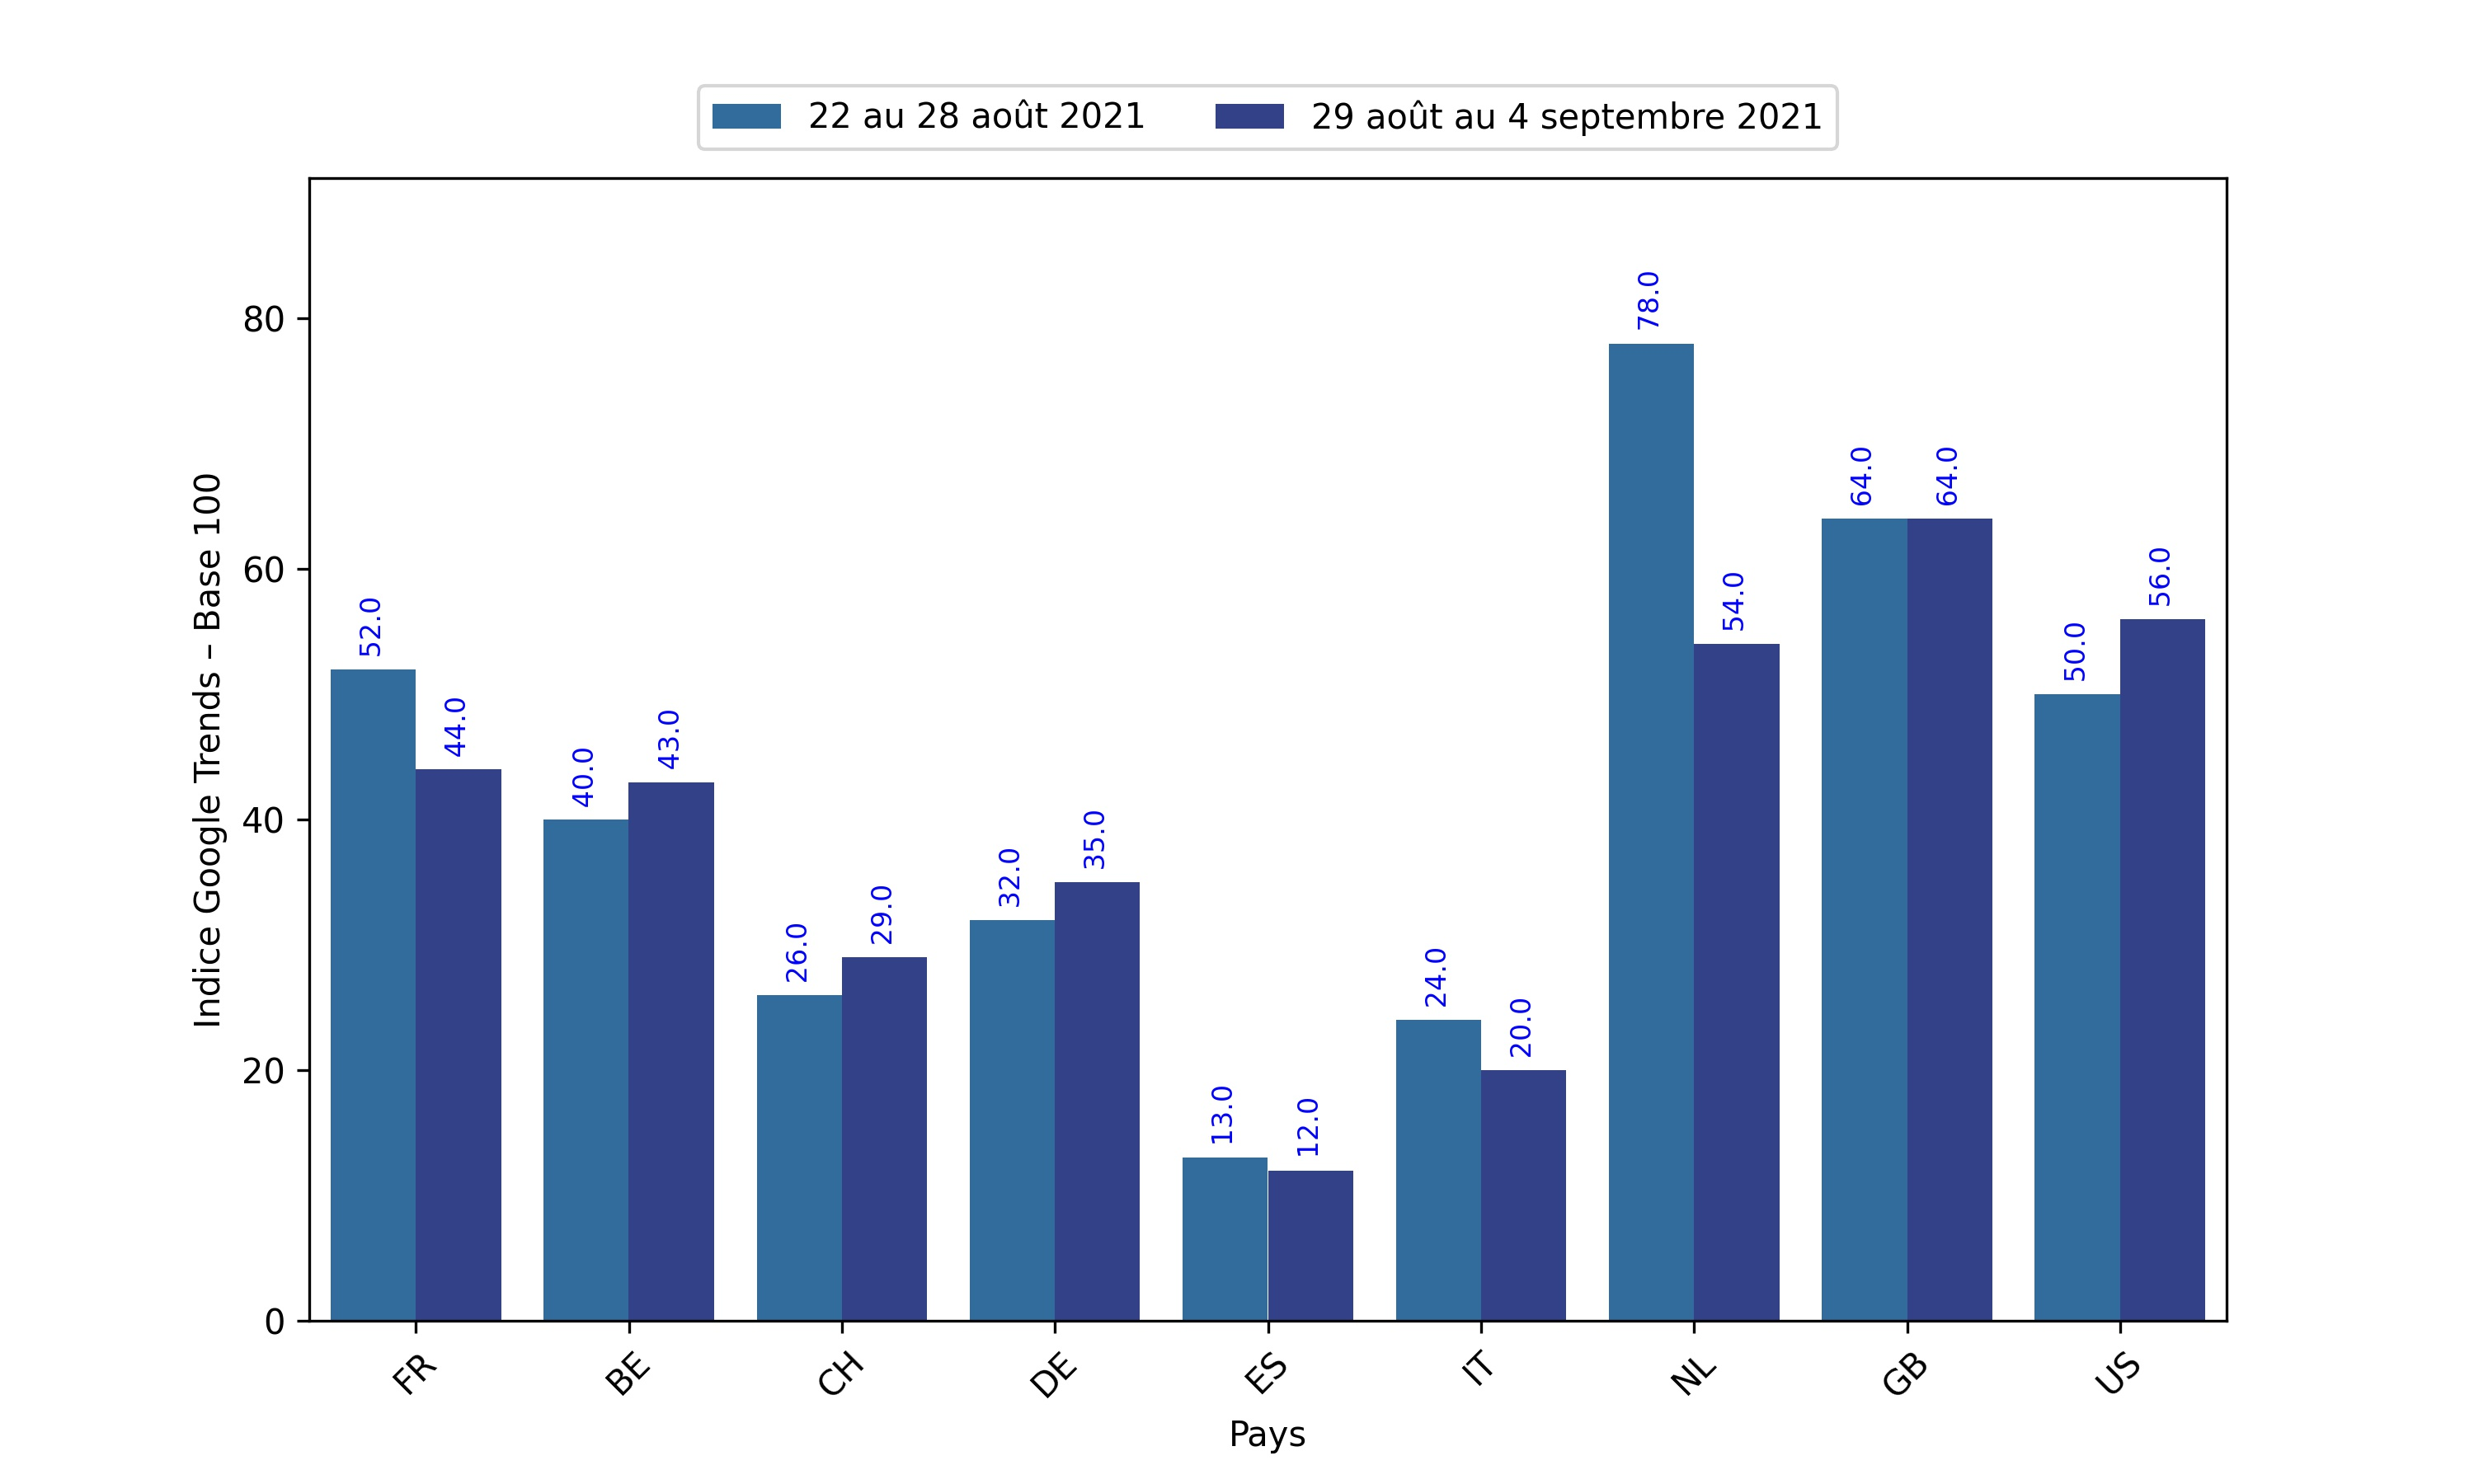 22 au 28 août 2021
29 août au 4 septembre 2021
Indice Google Trends – Base 100
80
60
40
20
0
52.0
44.0
40.0
43.0
26.0
29.0
32.0
35.0
13.0
12.0
24.0
20.0
78.0
54.0
64.0
64.0
50.0
56.0
FR
BE
CH
DE
ES
IT
NL
GB
US
Pays